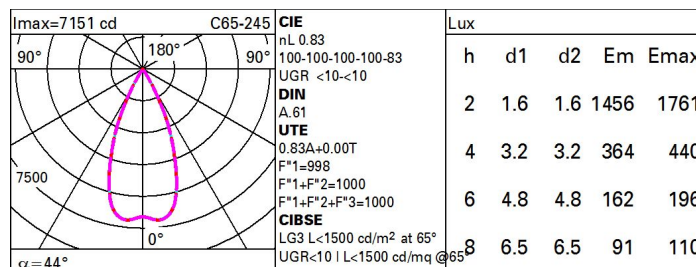 Imax=7151 cd C65-245
90° 180° 90°
7500
0°
α=44°
CIE
nL 0.83
100-100-100-100-83
UGR <10-<10
DIN
A.61
UTE
0.83A+0.00T
F"1=998
F"1+F"2=1000
F"1+F"2+F"3=1000
CIBSE
LG3 L<1500 cd/m² at 65°
UGR<10 | L<1500 cd/mq @65°
Lux
h d1 d2 Em Emax
2 1.6 1.6 1456 1761
4 3.2 3.2 364 440
6 4.8 4.8 162 196
8 6.5 6.5 91 110